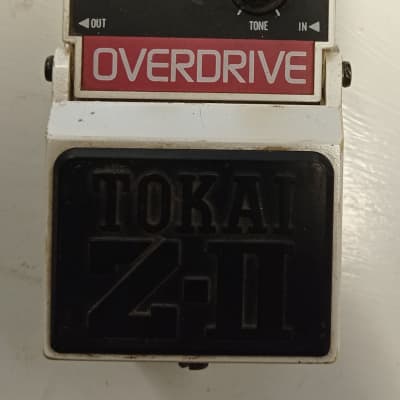 ◀OUT TONE IN◀
OVERDRIVE
TOKAI
Z-II